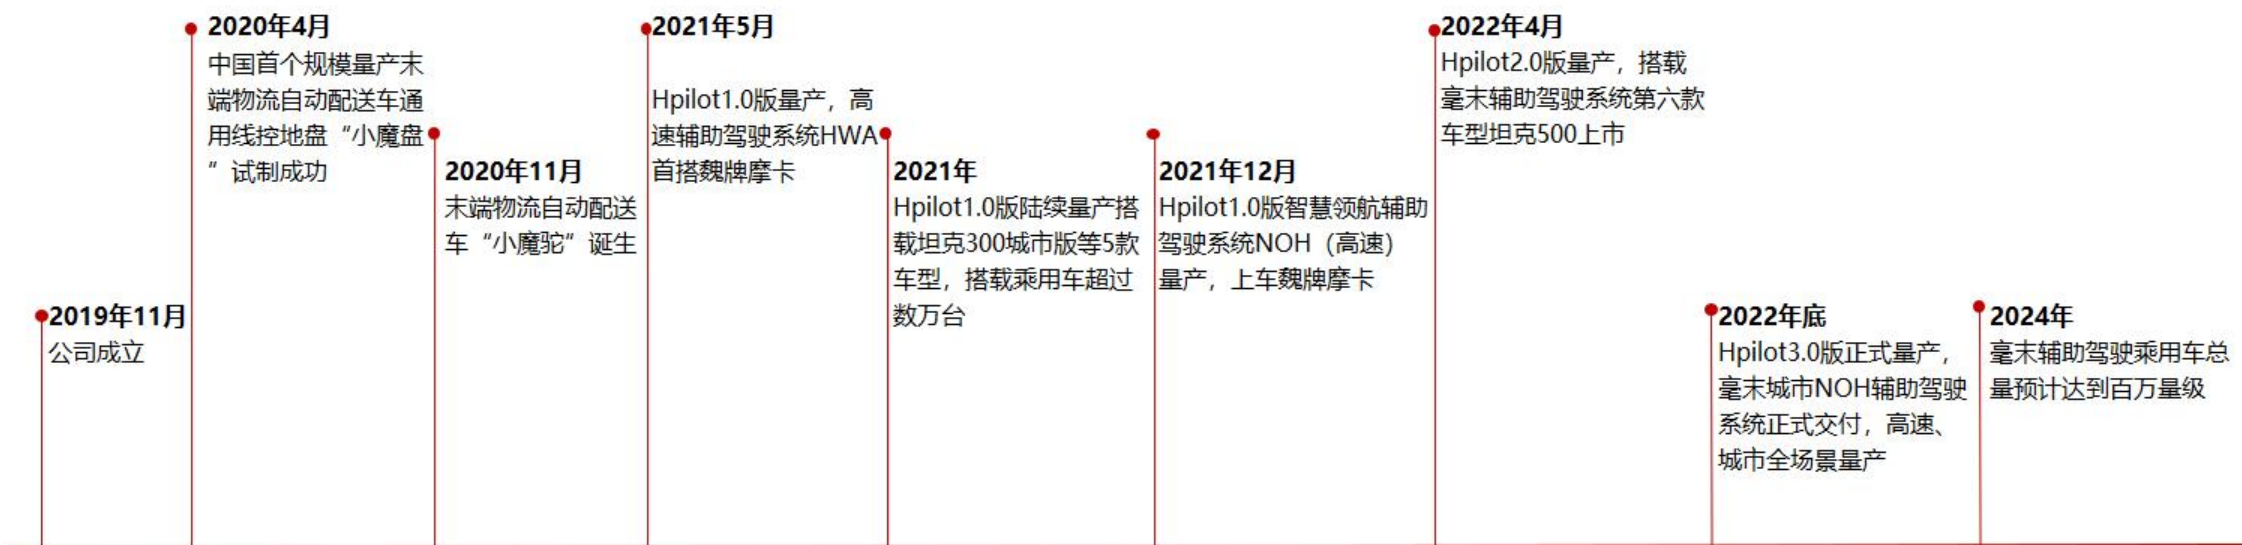 2019年11月
公司成立
2020年4月
中国首个规模量产末
端物流自动配送车通
用线控地盘“小魔盘
”试制成功
2020年11月
末端物流自动配送
车“小魔驼”诞生
2021年5月
Hpilot1.0版量产，高
速辅助驾驶系统HWA
首搭魏牌摩卡
2021年
Hpilot1.0版陆续量产搭
载坦克300城市版等5款
车型，搭载乘用车超过
数万台
2021年12月
Hpilot1.0版智慧领航辅助
驾驶系统NOH（高速）
量产，上车魏牌摩卡
2022年4月
Hpilot2.0版量产，搭载
毫末辅助驾驶系统第六款
车型坦克500上市
2022年底
Hpilot3.0版正式量产，
毫末城市NOH辅助驾驶
系统正式交付，高速、
城市全场景量产
2024年
毫末辅助驾驶乘用车总
量预计达到百万量级